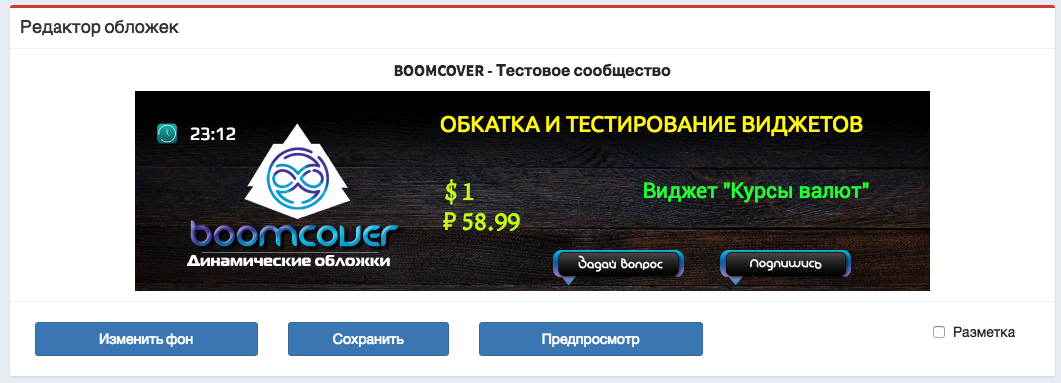 Редактор обложек
BOOMCOVER - Тестовое сообщество
23:12
ОБКАТКА И ТЕСТИРОВАНИЕ ВИДЖЕТОВ
$ 1
₽ 58.99
Виджет "Курсы валют"
boomcover
Динамические обложки
Задай вопрос
Подпишись
Изменить фон
Сохранить
Предпросмотр
Разметка